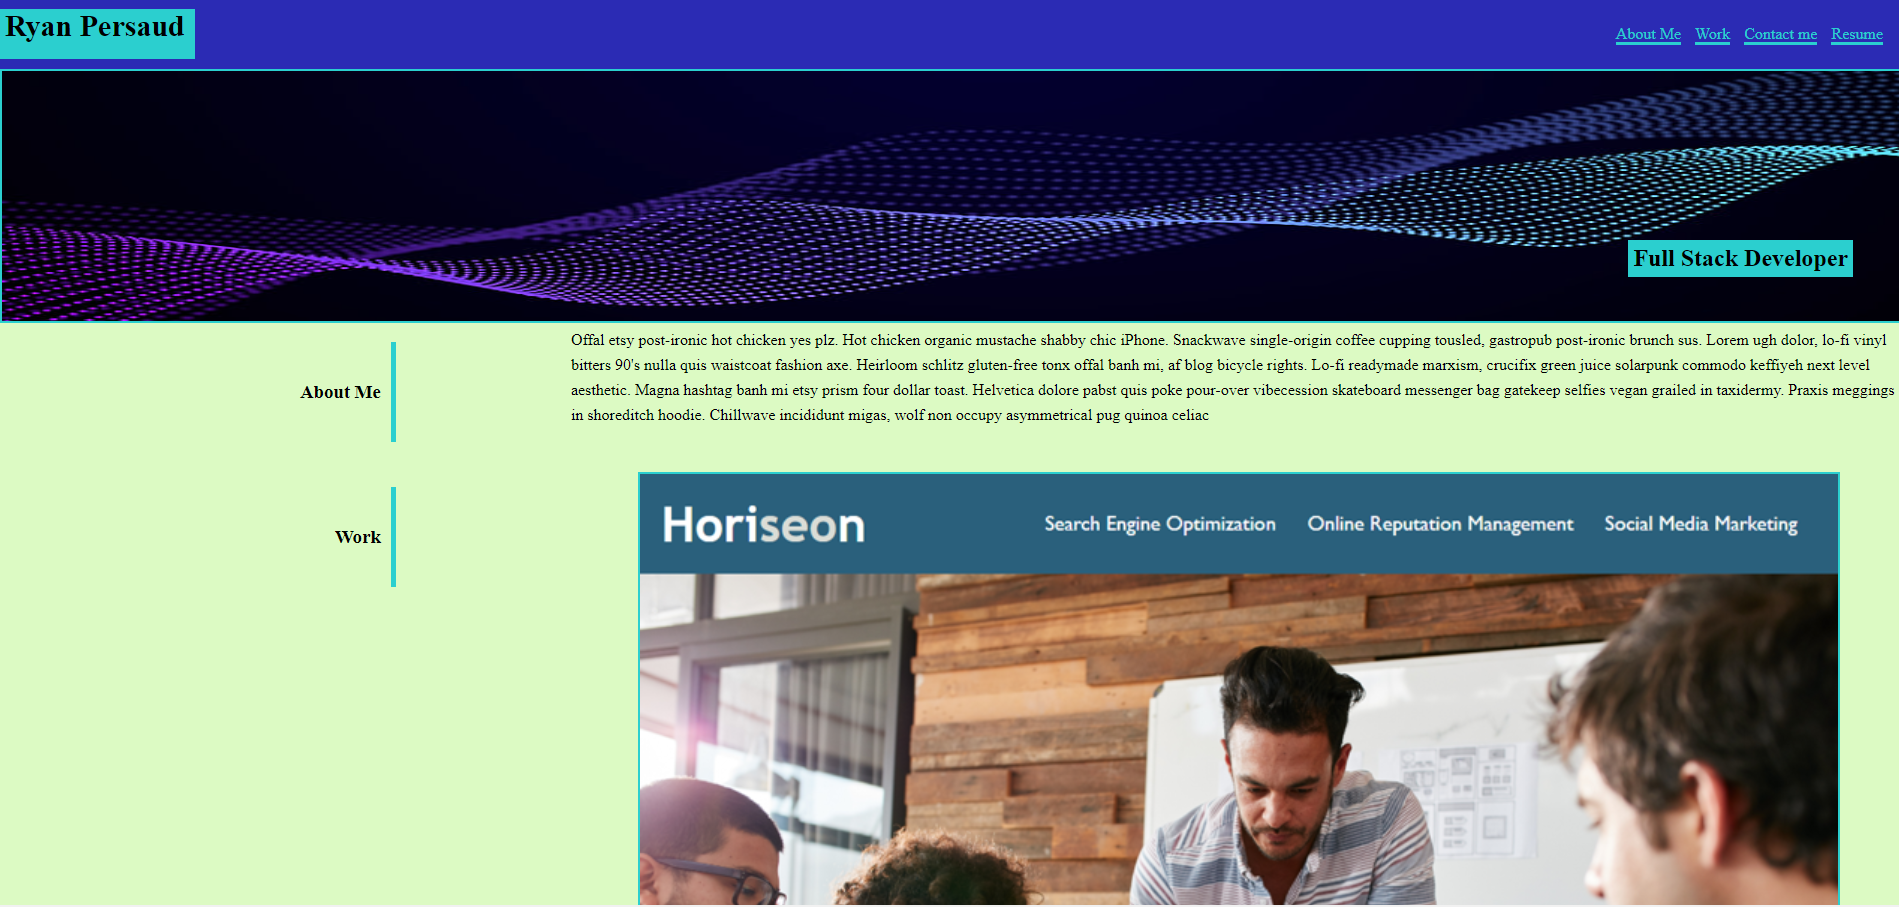 Ryan Persaud
About Me Work Contact me Resume
Full Stack Developer
About Me
Offal etsy post-ironic hot chicken yes plz. Hot chicken organic mustache shabby chic iPhone. Snackwave single-origin coffee cupping tousled, gastropub post-ironic brunch sus. Lorem ugh dolor, lo-fi vinyl
bitters 90's nulla quis waistcoat fashion axe. Heirloom schlitz gluten-free tonx offal banh mi, af blog bicycle rights. Lo-fi readymade marxism, crucifix green juice solarpunk commodo keffiyeh next level
aesthetic. Magna hashtag banh mi etsy prism four dollar toast. Helvetica dolore pabst quis poke pour-over vibecession skateboard messenger bag gatekeep selfies vegan grailed in taxidermy. Praxis meggings
in shoreditch hoodie. Chillwave incididunt migas, wolf non occupy asymmetrical pug quinoa celiac
Work
Horiseon
Search Engine Optimization Online Reputation Management Social Media Marketing